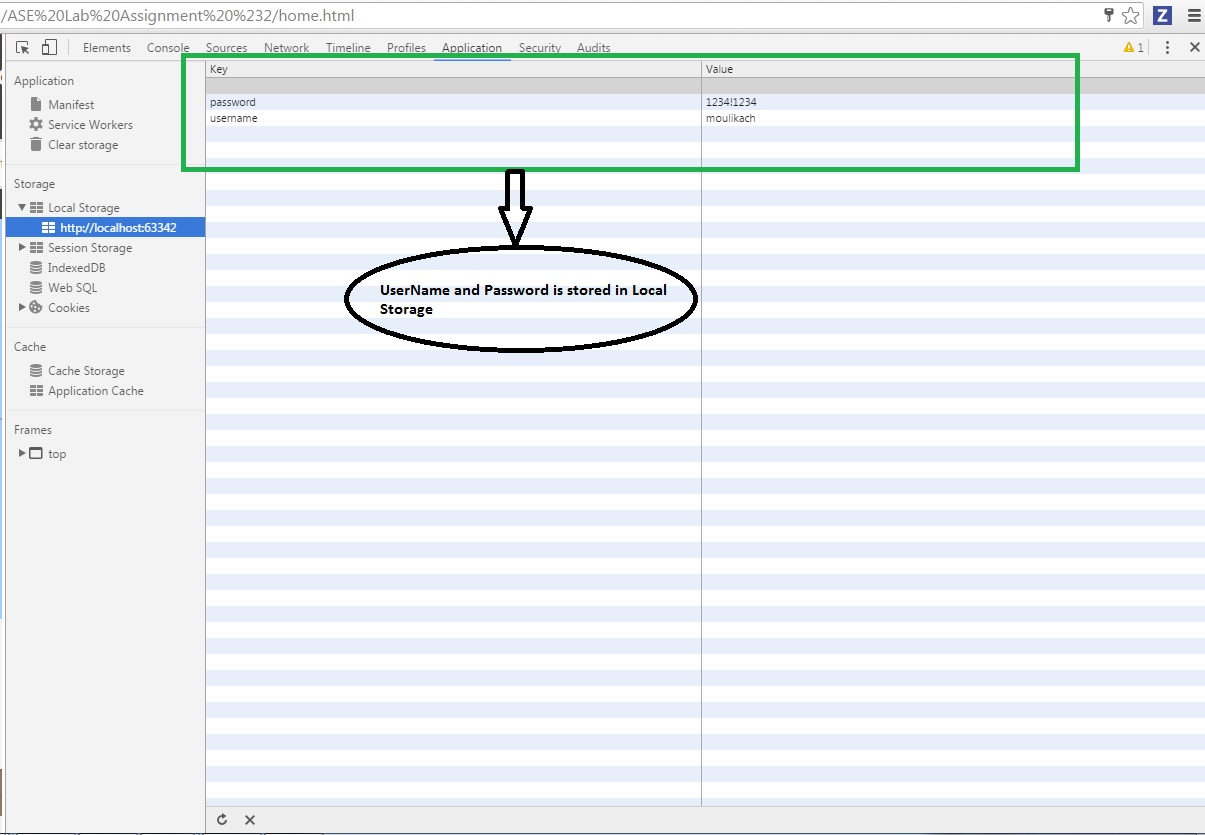 /ASE%20Lab%20Assignment%20%232/home.html
Z
Elements Console Sources Network Timeline Profiles Application Security Audits 1
Key Value
password 1234!1234
username moulikach
Application
Manifest
Service Workers
Clear storage
Storage
Local Storage
http://localhost:63342
Session Storage
IndexedDB
Web SQL
Cookies
Cache
Cache Storage
Application Cache
Frames
top
UserName and Password is stored in Local
Storage